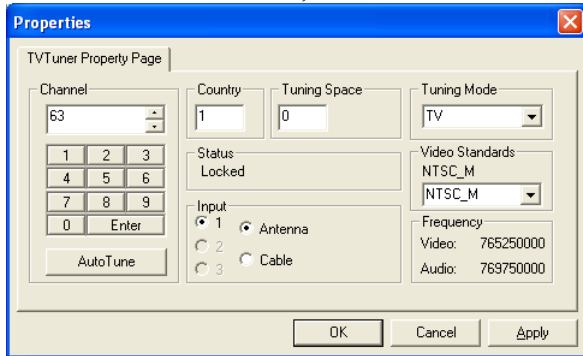 Properties
TVTuner Property Page
Channel
63
1 2 3
4 5 6
7 8 9
0 Enter
AutoTune
Country
1
Tuning Space
0
Status
Locked
Input
1
2
3
Antenna
Cable
Tuning Mode
TV
Video Standards
NTSC_M
NTSC_M
Frequency
Video: 765250000
Audio: 769750000
OK Cancel Apply